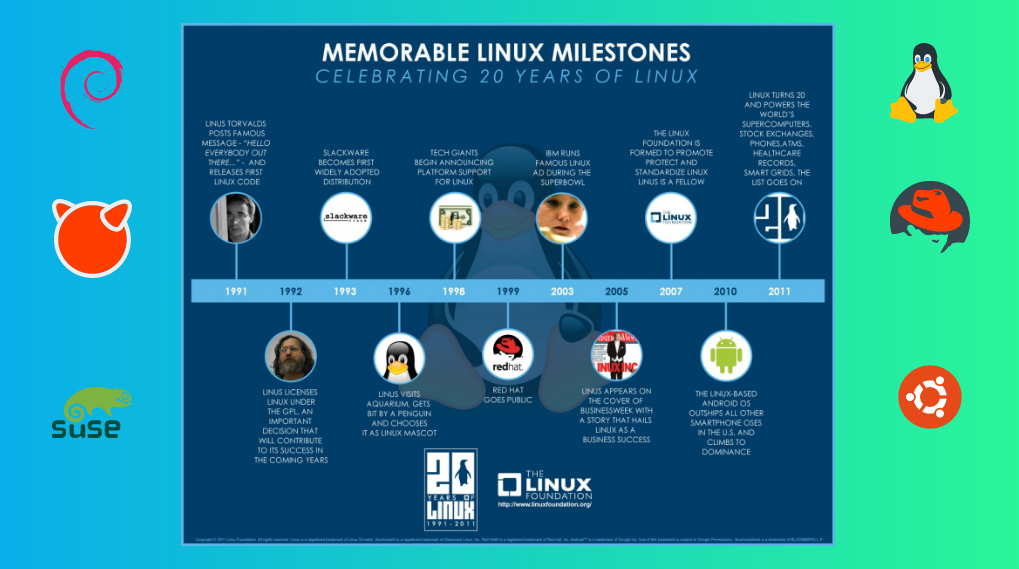 MEMORABLE LINUX MILESTONES
CELEBRATING 20 YEARS OF LINUX
LINUS TORVALDS
POSTS FAMOUS
MESSAGE - "HELLO
EVERYBODY OUT
THERE..." - AND
RELEASES FIRST
LINUX CODE
SLACKWARE
BECOMES FIRST
WIDELY ADOPTED
DISTRIBUTION
TECH GIANTS
BEGIN ANNOUNCING
PLATFORM SUPPORT
FOR LINUX
IBM RUNS
FAMOUS LINUX
AD DURING THE
SUPERBOWL
THE LINUX
FOUNDATION IS
FORMED TO PROMOTE
PROTECT AND
STANDARDIZE LINUX
LINUS IS A FELLOW
LINUX TURNS 20
AND POWERS THE
WORLD'S
SUPERCOMPUTERS,
STOCK EXCHANGES,
PHONES,ATMS,
HEALTHCARE
RECORDS,
SMART GRIDS, THE
LIST GOES ON
slackware
linux
THE
LINUX
FOUNDATION
1991 1992 1993 1996 1998 1999 2003 2005 2007 2010 2011
redhat.
LINUX INC
LINUS LICENSES
LINUX UNDER
THE GPL, AN
IMPORTANT
DECISION THAT
WILL CONTRIBUTE
TO ITS SUCCESS IN
THE COMING YEARS
LINUS VISITS
AQUARIUM, GETS
BIT BY A PENGUIN
AND CHOOSES
IT AS LINUX MASCOT
RED HAT
GOES PUBLIC
LINUS APPEARS ON
THE COVER OF
BUSINESSWEEK WITH
A STORY THAT HAILS
LINUX AS A
BUSINESS SUCCESS
THE LINUX-BASED
ANDROID OS
OUTSHIPS ALL OTHER
SMARTPHONE OSES
IN THE U.S. AND
CLIMBS TO
DOMINANCE
suse
20
YEARS OF
LINUX
1991-2011
THE
LINUX
FOUNDATION
http://www.linuxfoundation.org/